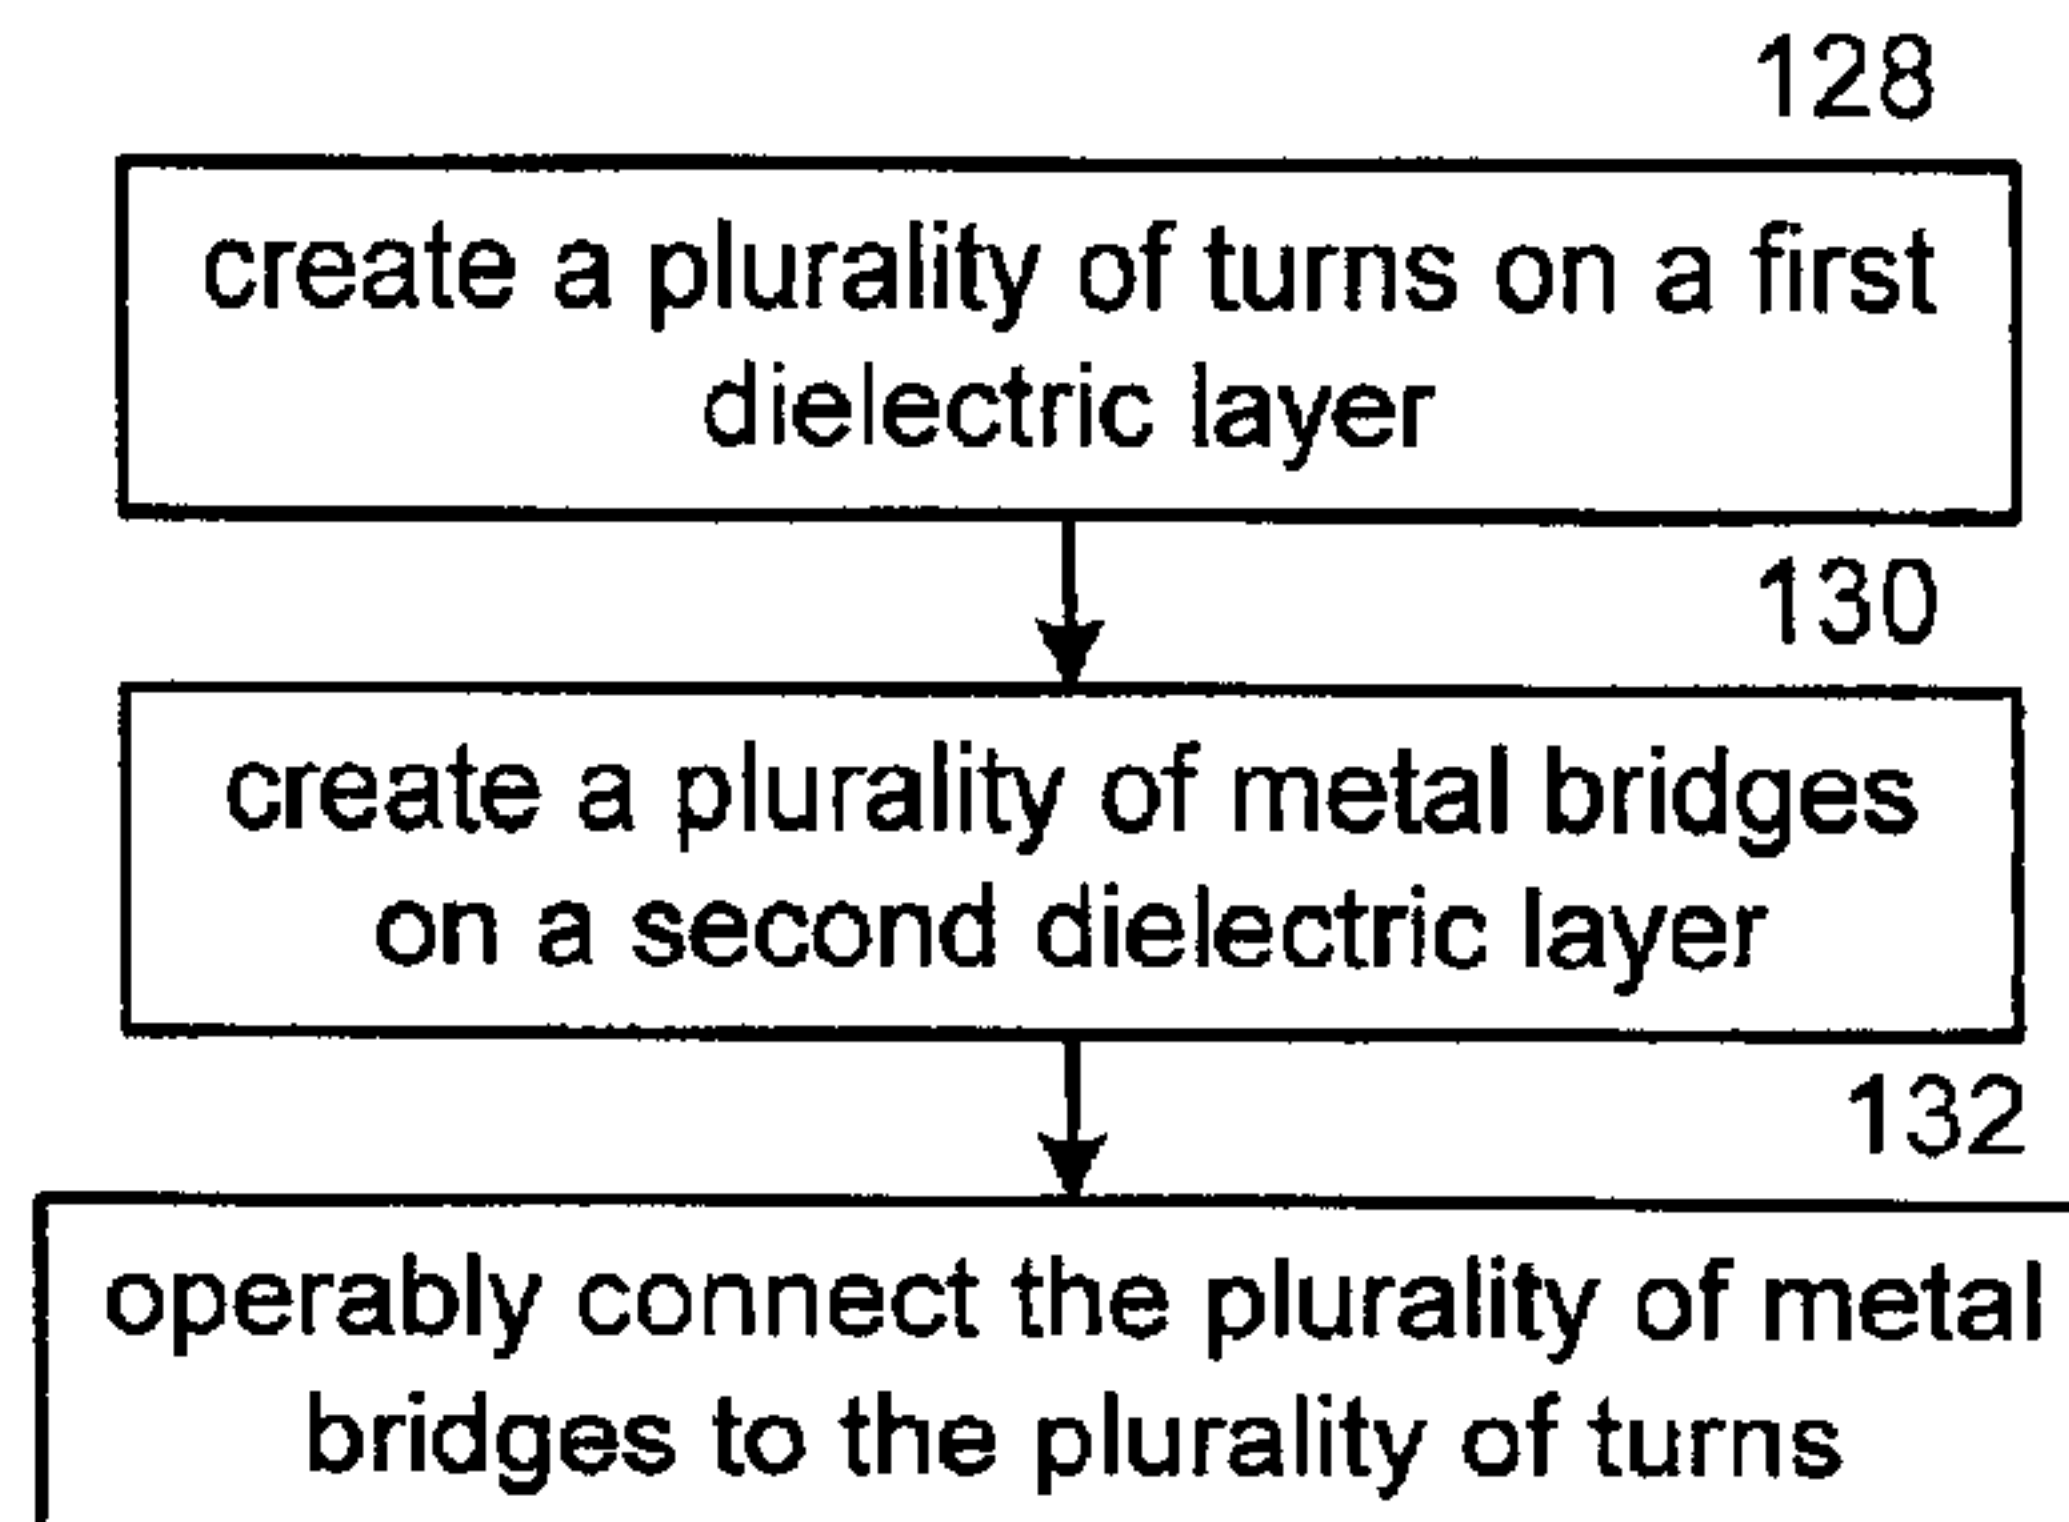 128
create a plurality of turns on a first
dielectric layer
130
create a plurality of metal bridges
on a second dielectric layer
132
operably connect the plurality of metal
bridges to the plurality of turns